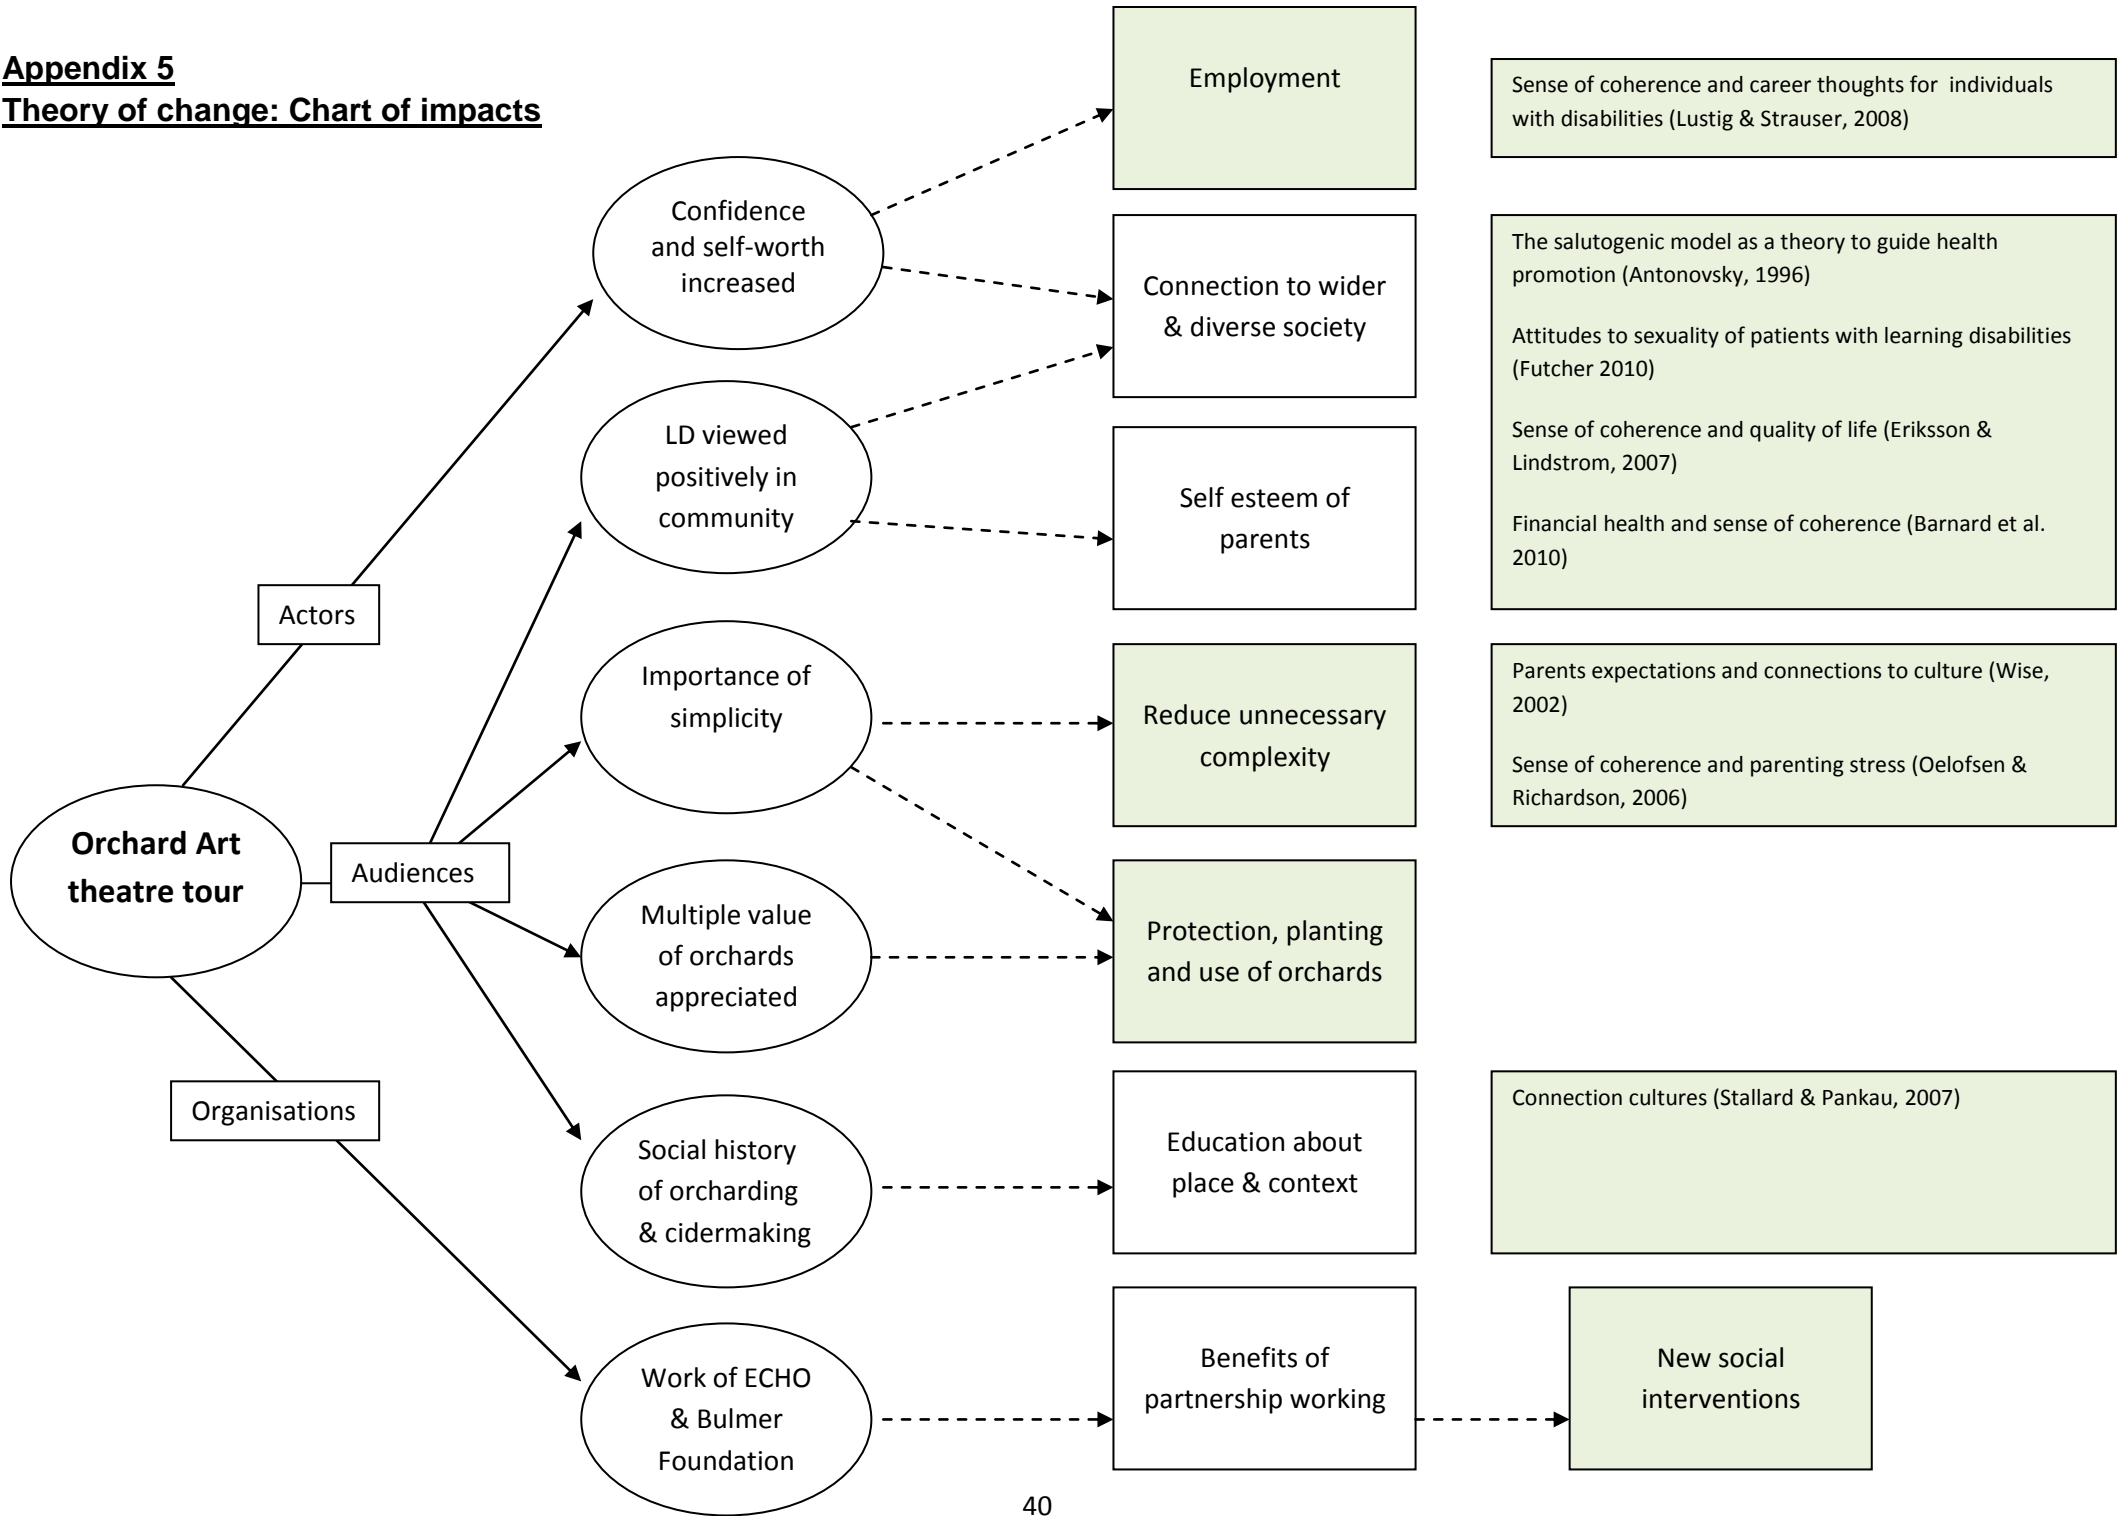 Appendix 5
Theory of change: Chart of impacts
Employment
Sense of coherence and career thoughts for individuals
with disabilities (Lustig & Strauser, 2008)
Confidence
and self-worth
increased
Connection to wider
& diverse society
The salutogenic model as a theory to guide health
promotion (Antonovsky, 1996)
Attitudes to sexuality of patients with learning disabilities
(Futcher 2010)
Sense of coherence and quality of life (Eriksson &
Lindstrom, 2007)
Financial health and sense of coherence (Barnard et al.
2010)
LD viewed
positively in
community
Self esteem of
parents
Actors
Importance of
simplicity
Reduce unnecessary
complexity
Parents expectations and connections to culture (Wise,
2002)
Sense of coherence and parenting stress (Oelofsen &
Richardson, 2006)
Orchard Art
theatre tour
Audiences
Multiple value
of orchards
appreciated
Protection, planting
and use of orchards
Organisations
Social history
of orcharding
& cidermaking
Education about
place & context
Connection cultures (Stallard & Pankau, 2007)
Work of ECHO
& Bulmer
Foundation
Benefits of
partnership working
New social
interventions
40